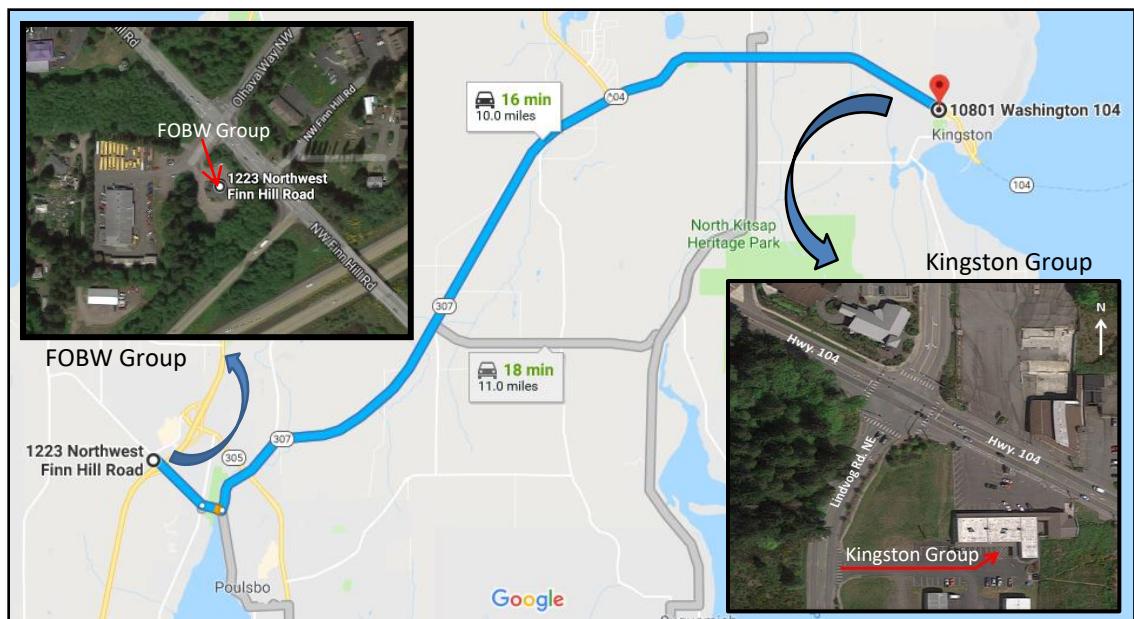 Hill Rd
Olhava Way NW
NW Finn Hill Rd
FOBW Group
1223 Northwest
Finn Hill Road
NW Finn Hill Rd
FOBW Group
1223 Northwest
Finn Hill Road
305
307
307
Poulsbo
16 min
10.0 miles
104
18 min
11.0 miles
10801 Washington 104
Kingston
104
North Kitsap
Heritage Park
Kingston Group
N
Hwy. 104
Hwy. 104
Lindvog Rd. NE
Kingston Group
Google